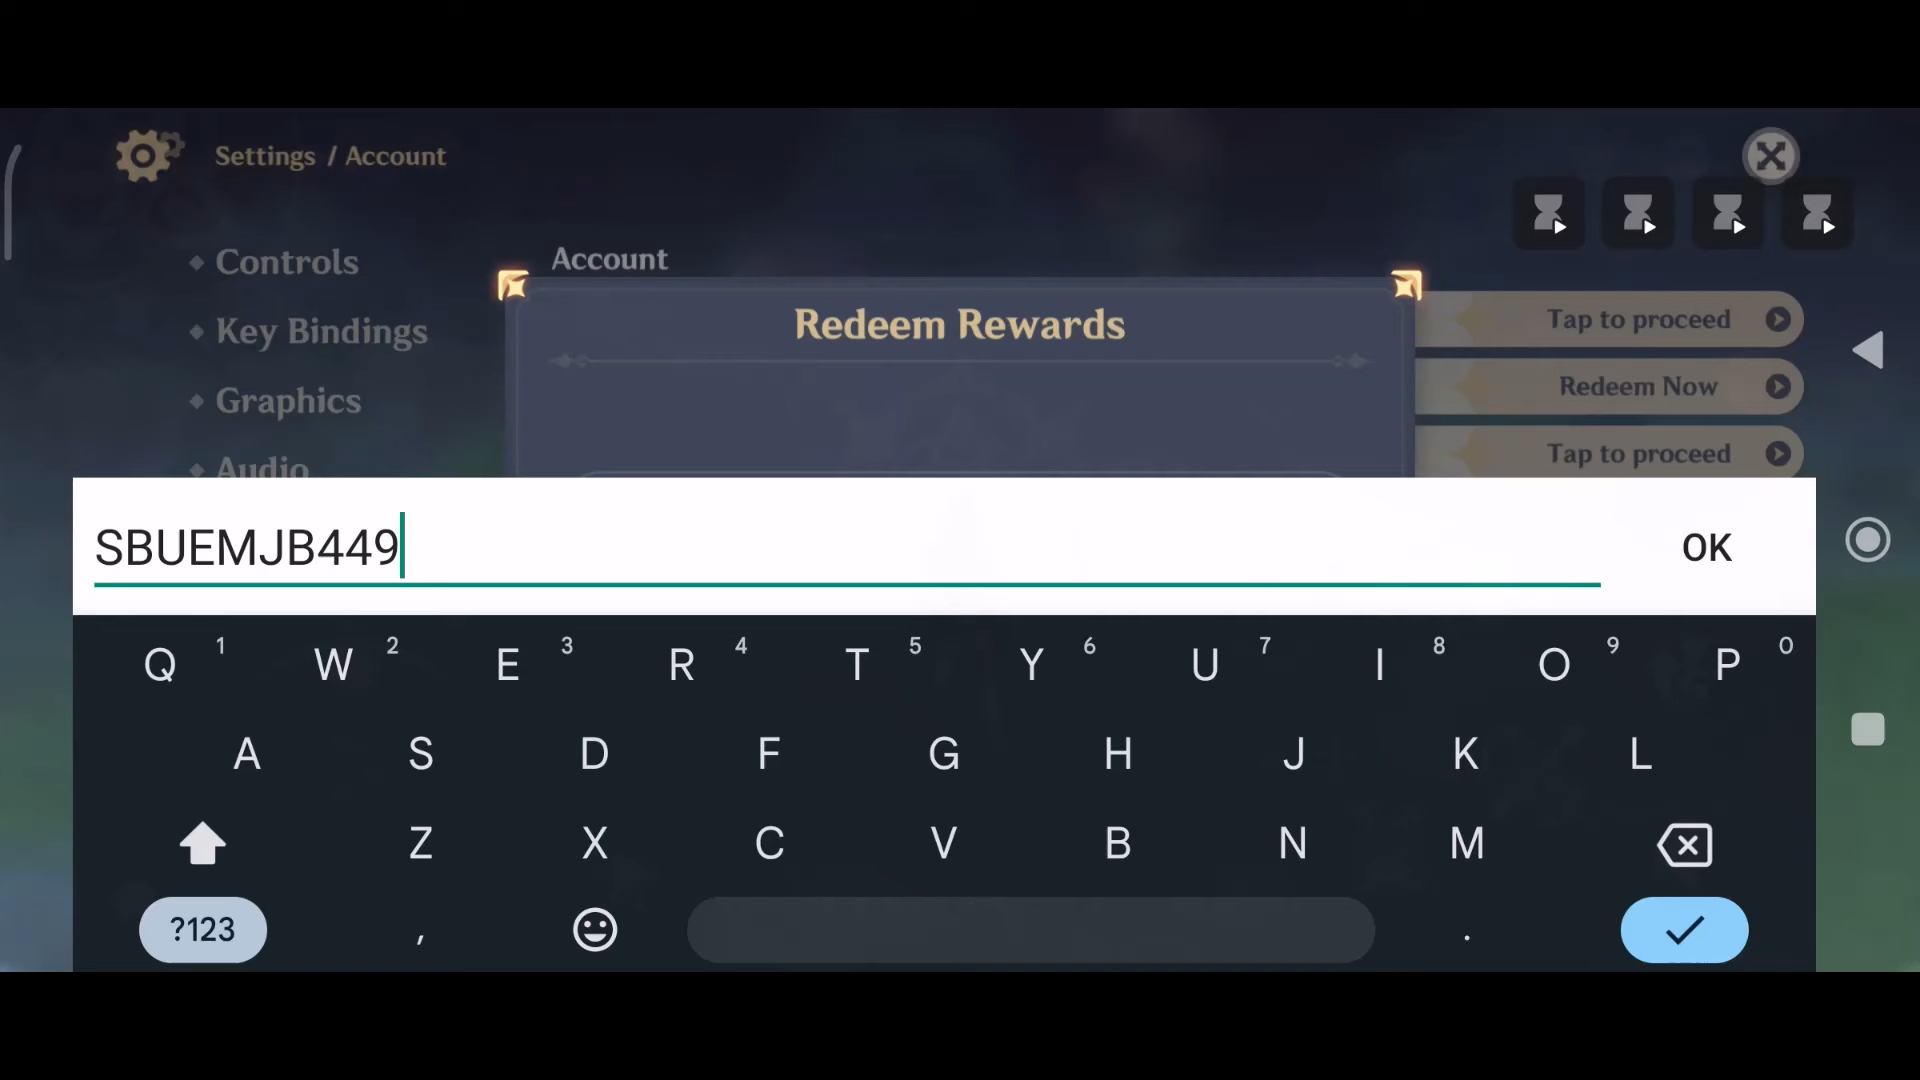 Settings / Account
Controls
Key Bindings
Graphics
Audio
Account
Redeem Rewards
Tap to proceed
Redeem Now
Tap to proceed
SBUEMJB449
OK
Q 1 W 2 E 3 R 4 T 5 Y 6 U 7 I 8 O 9 P 0
A S D F G H J K L
Z X C V B N M
?123 , .